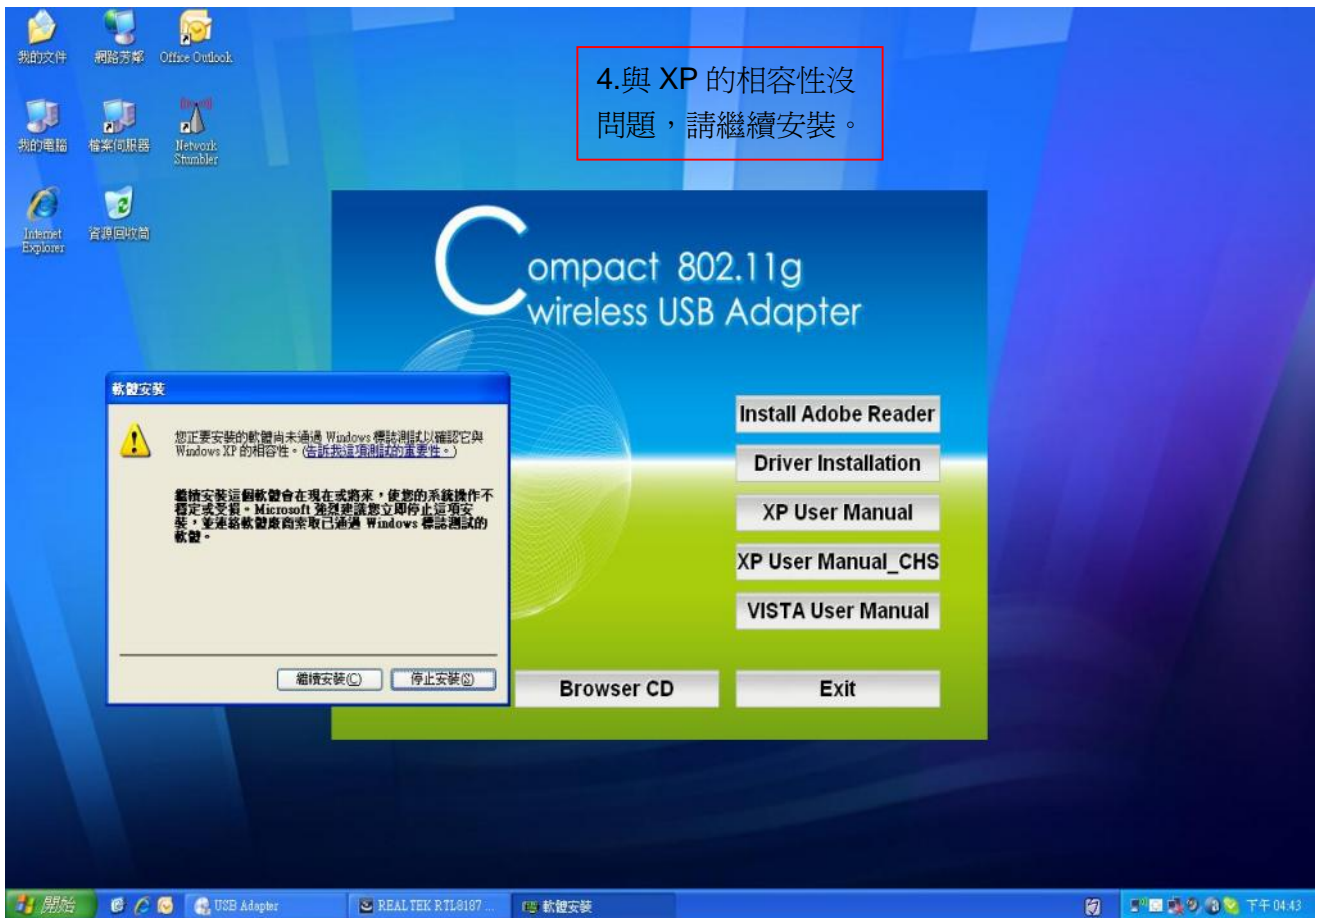 我的文件
網路芳鄰
Office Outlook
4.與 XP 的相容性沒
問題，請繼續安裝。
我的電腦
檔案伺服器
Network
Stumbler
Internet
Explorer
資源回收筒
Compact 802.11g
wireless USB Adapter
軟體安裝
您正要安裝的軟體尚未通過 Windows 標誌測試以確認它與
Windows XP 的相容性。(告訴我這項測試的重要性。)
繼續安裝這個軟體會在現在或將來，使您的系統操作不
穩定或受損。Microsoft 強烈建議您立即停止這項安
裝，並連絡軟體廠商索取已通過 Windows 標誌測試的
軟體。
繼續安裝(C)
停止安裝(S)
Install Adobe Reader
Driver Installation
XP User Manual
XP User Manual_CHS
VISTA User Manual
Browser CD
Exit
開始
USB Adapter
REALTEK RTL8187 ...
軟體安裝
下午 04:43